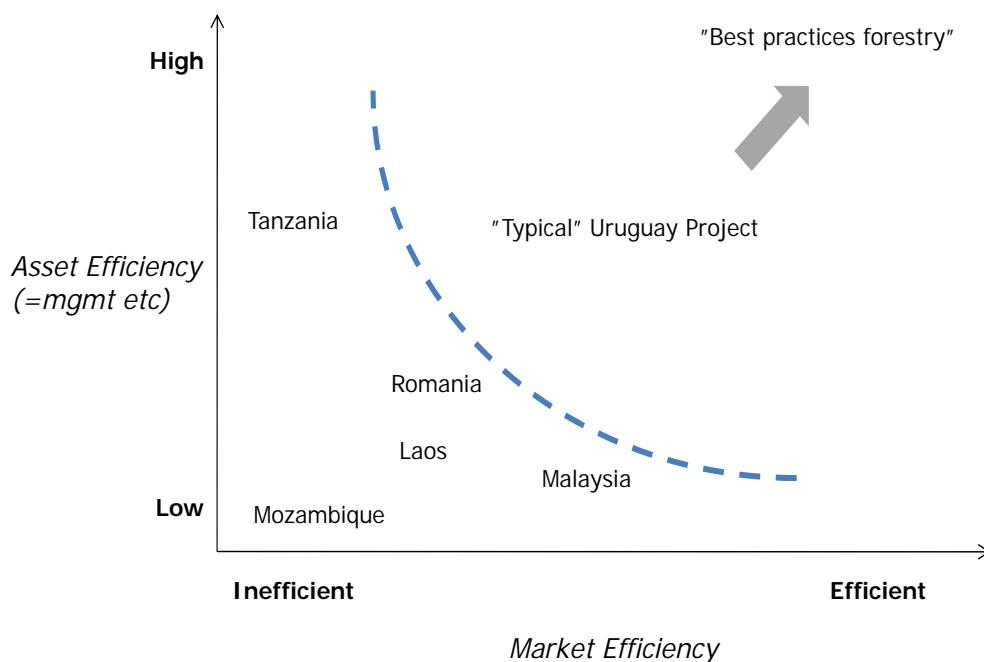 "Best practices forestry"
High
Tanzania
"Typical" Uruguay Project
Asset Efficiency
(=mgmt etc)
Romania
Laos
Malaysia
Low
Mozambique
Inefficient
Efficient
Market Efficiency